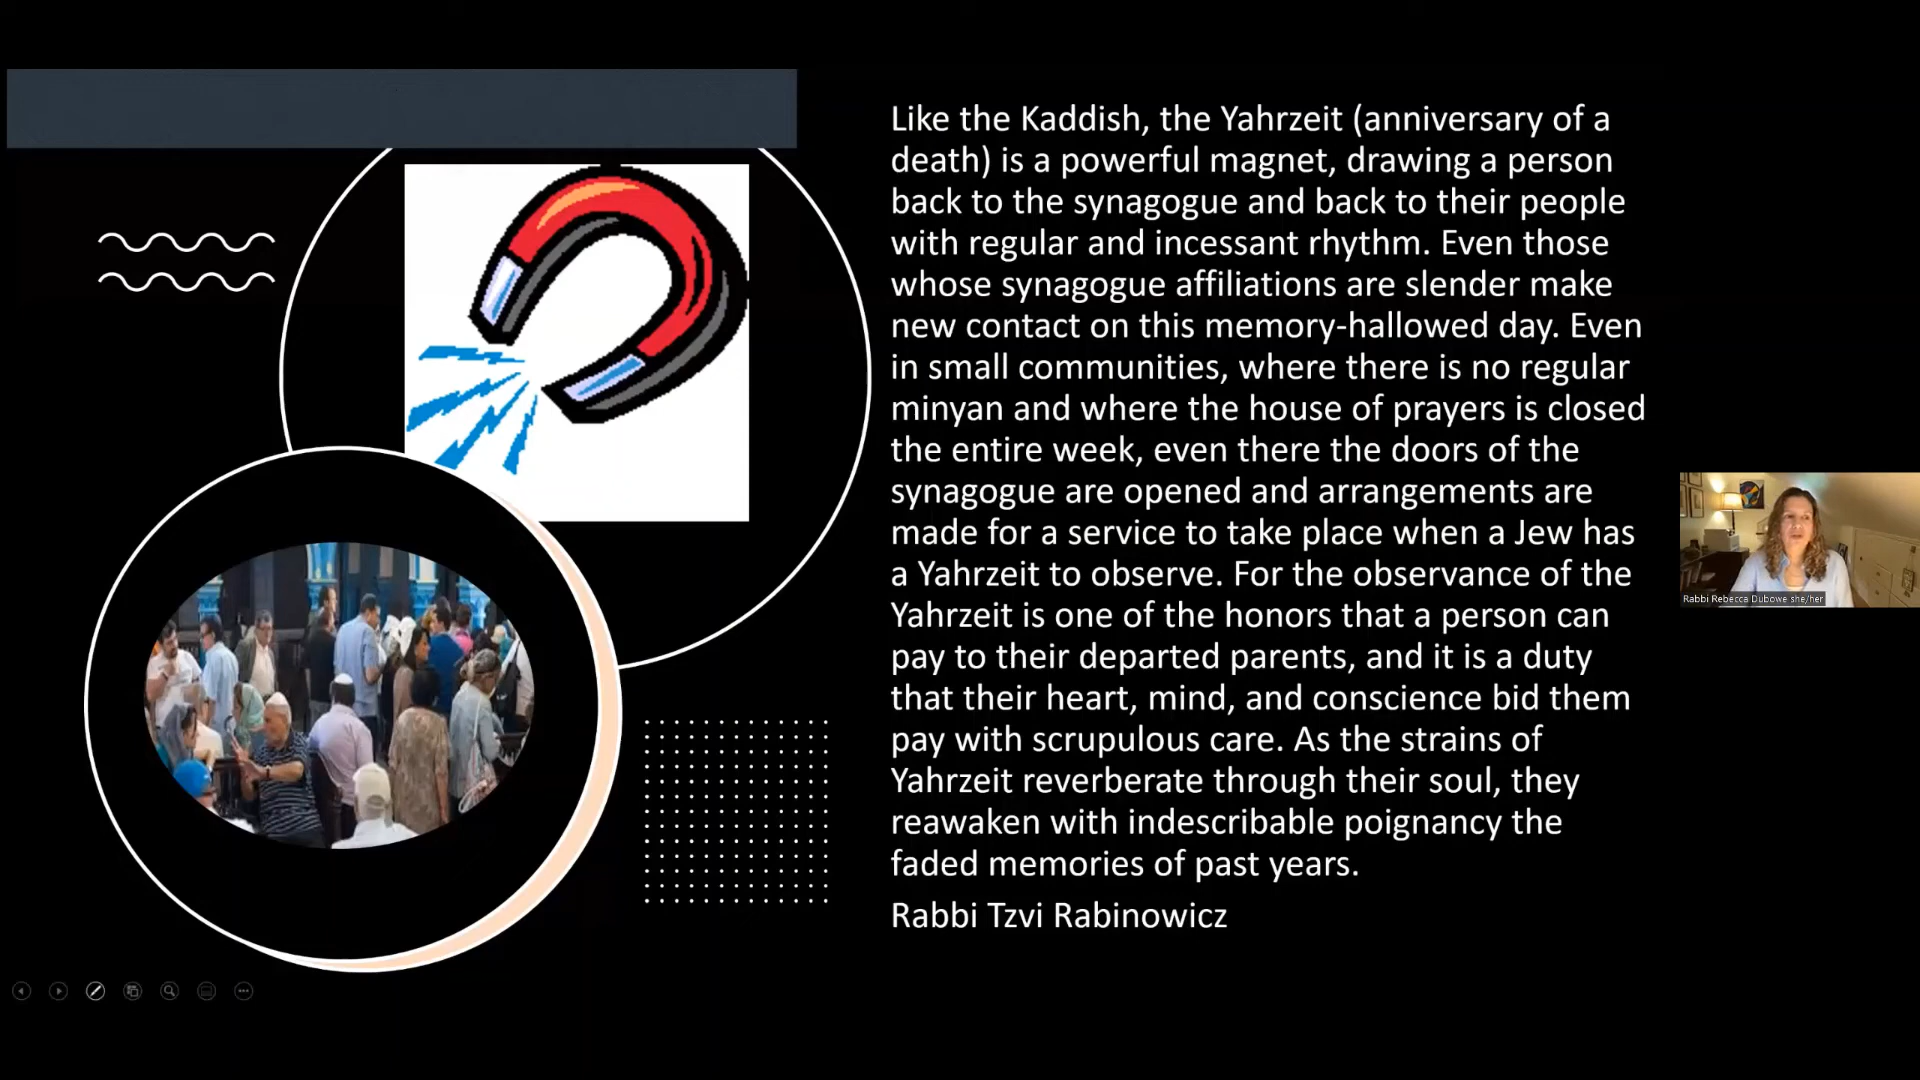 Like the Kaddish, the Yahrzeit (anniversary of a
death) is a powerful magnet, drawing a person
back to the synagogue and back to their people
with regular and incessant rhythm. Even those
whose synagogue affiliations are slender make
new contact on this memory-hallowed day. Even
in small communities, where there is no regular
minyan and where the house of prayers is closed
the entire week, even there the doors of the
synagogue are opened and arrangements are
made for a service to take place when a Jew has
a Yahrzeit to observe. For the observance of the
Yahrzeit is one of the honors that a person can
pay to their departed parents, and it is a duty
that their heart, mind, and conscience bid them
pay with scrupulous care. As the strains of
Yahrzeit reverberate through their soul, they
reawaken with indescribable poignancy the
faded memories of past years.
Rabbi Tzvi Rabinowicz
Rabbi Rebecca Dubowe she/her